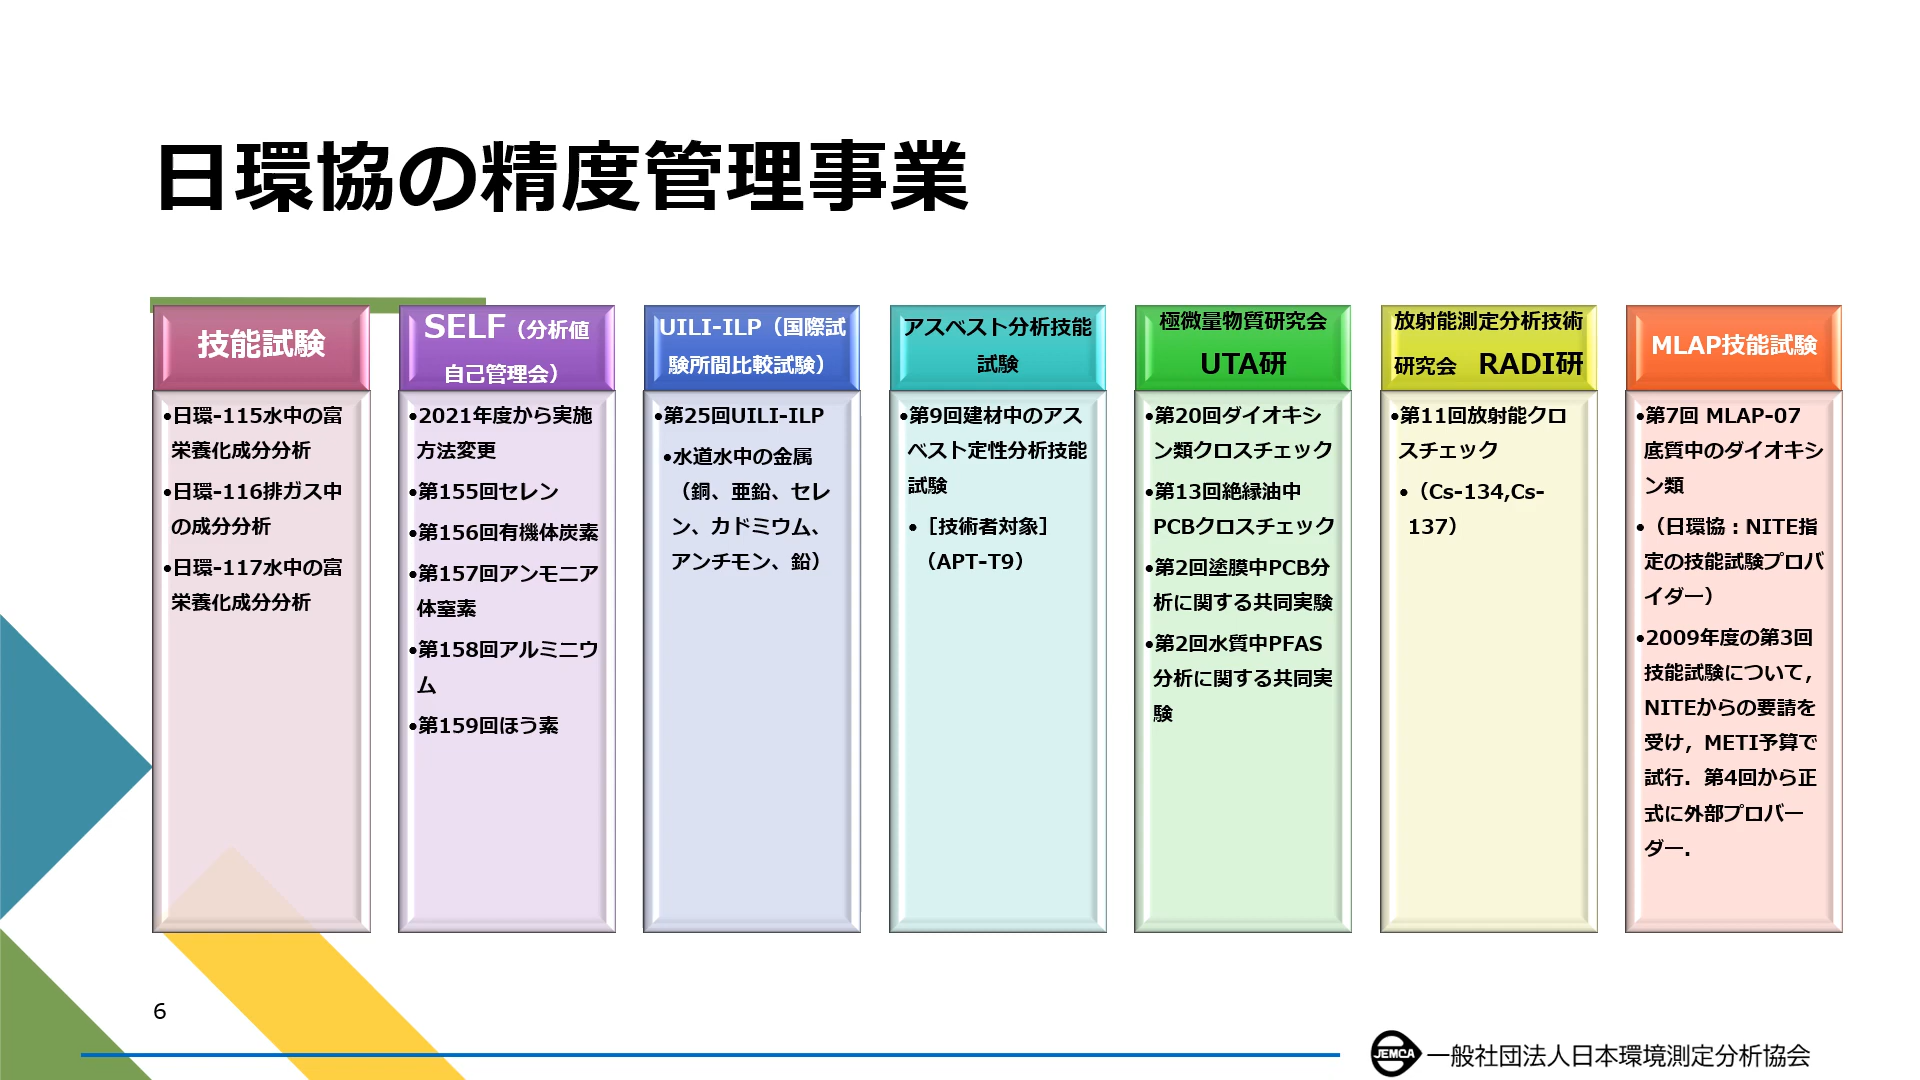 日環協の精度管理事業
技能試験
•日環-115水中の富
栄養化成分分析
•日環-116排ガス中
の成分分析
•日環-117水中の富
栄養化成分分析
SELF（分析値
自己管理会）
•2021年度から実施
方法変更
•第155回セレン
•第156回有機体炭素
•第157回アンモニア
体窒素
•第158回アルミニウ
ム
•第159回ほう素
UILI-ILP（国際試
験所間比較試験）
•第25回UILI-ILP
•水道水中の金属
（銅、亜鉛、セレ
ン、カドミウム、
アンチモン、鉛）
アスベスト分析技能
試験
•第9回建材中のアス
ベスト定性分析技能
試験
•［技術者対象］
（APT-T9）
極微量物質研究会
UTA研
•第20回ダイオキシ
ン類クロスチェック
•第13回絶縁油中
PCBクロスチェック
•第2回塗膜中PCB分
析に関する共同実験
•第2回水質中PFAS
分析に関する共同実
験
放射能測定分析技術
研究会　RADI研
•第11回放射能クロ
スチェック
•（Cs-134,Cs-
137）
MLAP技能試験
•第7回 MLAP-07
底質中のダイオキシ
ン類
•（日環協：NITE指
定の技能試験プロバ
イダー）
•2009年度の第3回
技能試験について，
NITEからの要請を
受け，METI予算で
試行．第4回から正
式に外部プロバー
ダー．
6
JEMCA
一般社団法人日本環境測定分析協会